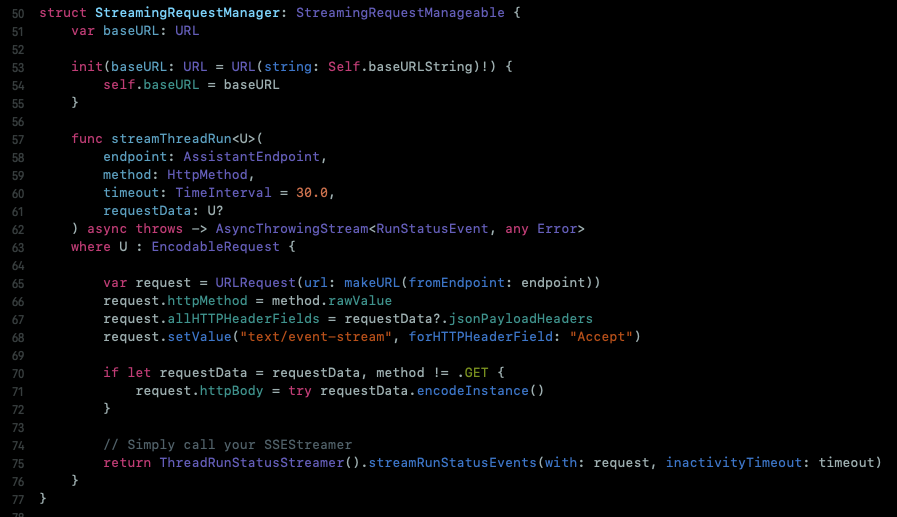 50 struct StreamingRequestManager: StreamingRequestManageable {
51     var baseURL: URL
52
53     init(baseURL: URL = URL(string: Self.baseURLString)!) {
54         self.baseURL = baseURL
55     }
56
57     func streamThreadRun<U>(
58         endpoint: AssistantEndpoint,
59         method: HttpMethod,
60         timeout: TimeInterval = 30.0,
61         requestData: U?
62     ) async throws -> AsyncThrowingStream<RunStatusEvent, any Error>
63     where U : EncodableRequest {
64
65         var request = URLRequest(url: makeURL(fromEndpoint: endpoint))
66         request.httpMethod = method.rawValue
67         request.allHTTPHeaderFields = requestData?.jsonPayloadHeaders
68         request.setValue("text/event-stream", forHTTPHeaderField: "Accept")
69
70         if let requestData = requestData, method != .GET {
71             request.httpBody = try requestData.encodeInstance()
72         }
73
74         // Simply call your SSEStreamer
75         return ThreadRunStatusStreamer().streamRunStatusEvents(with: request, inactivityTimeout: timeout)
76     }
77 }
78